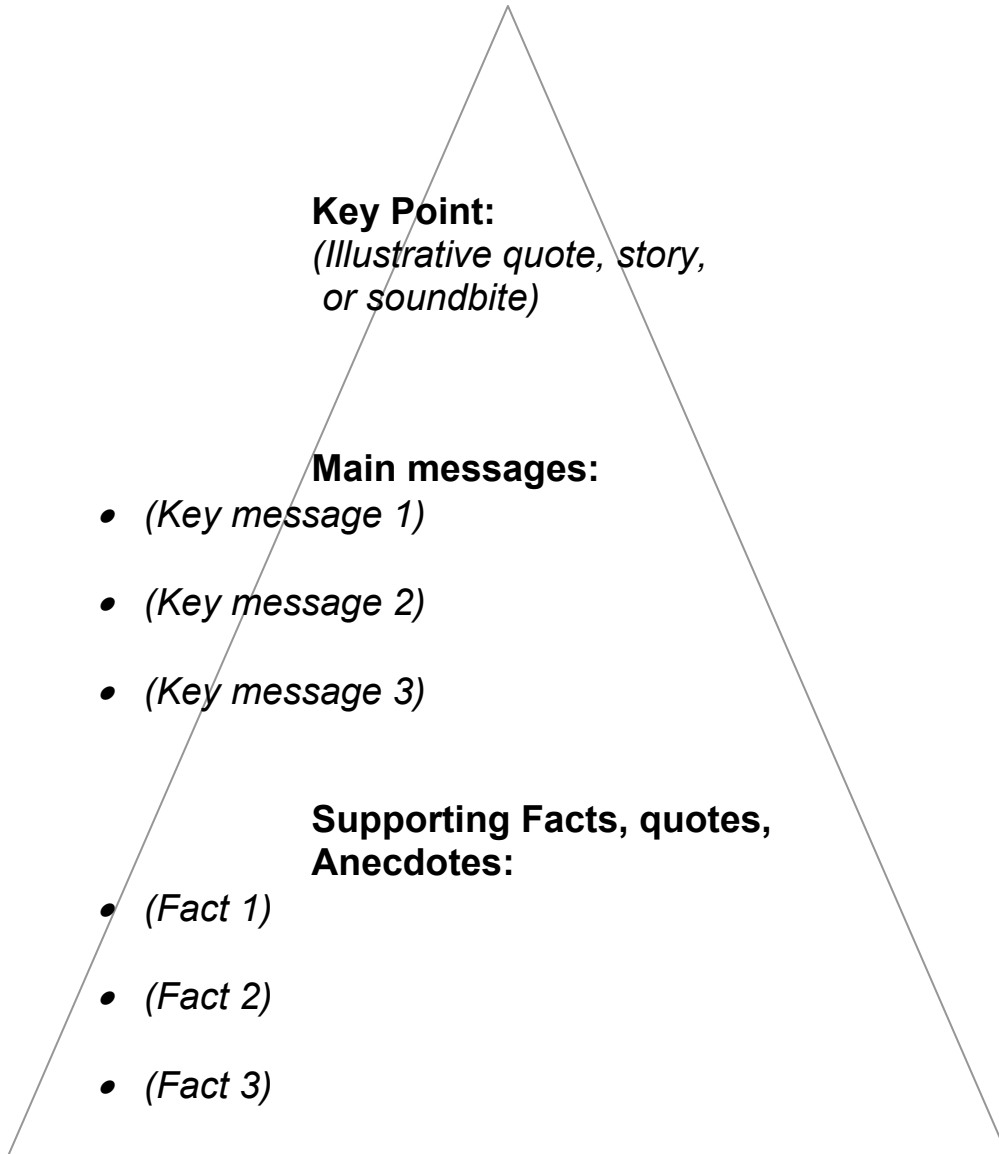 Key Point:
(Illustrative quote, story,
or soundbite)
Main messages:
• (Key message 1)
• (Key message 2)
• (Key message 3)
Supporting Facts, quotes,
Anecdotes:
• (Fact 1)
• (Fact 2)
• (Fact 3)